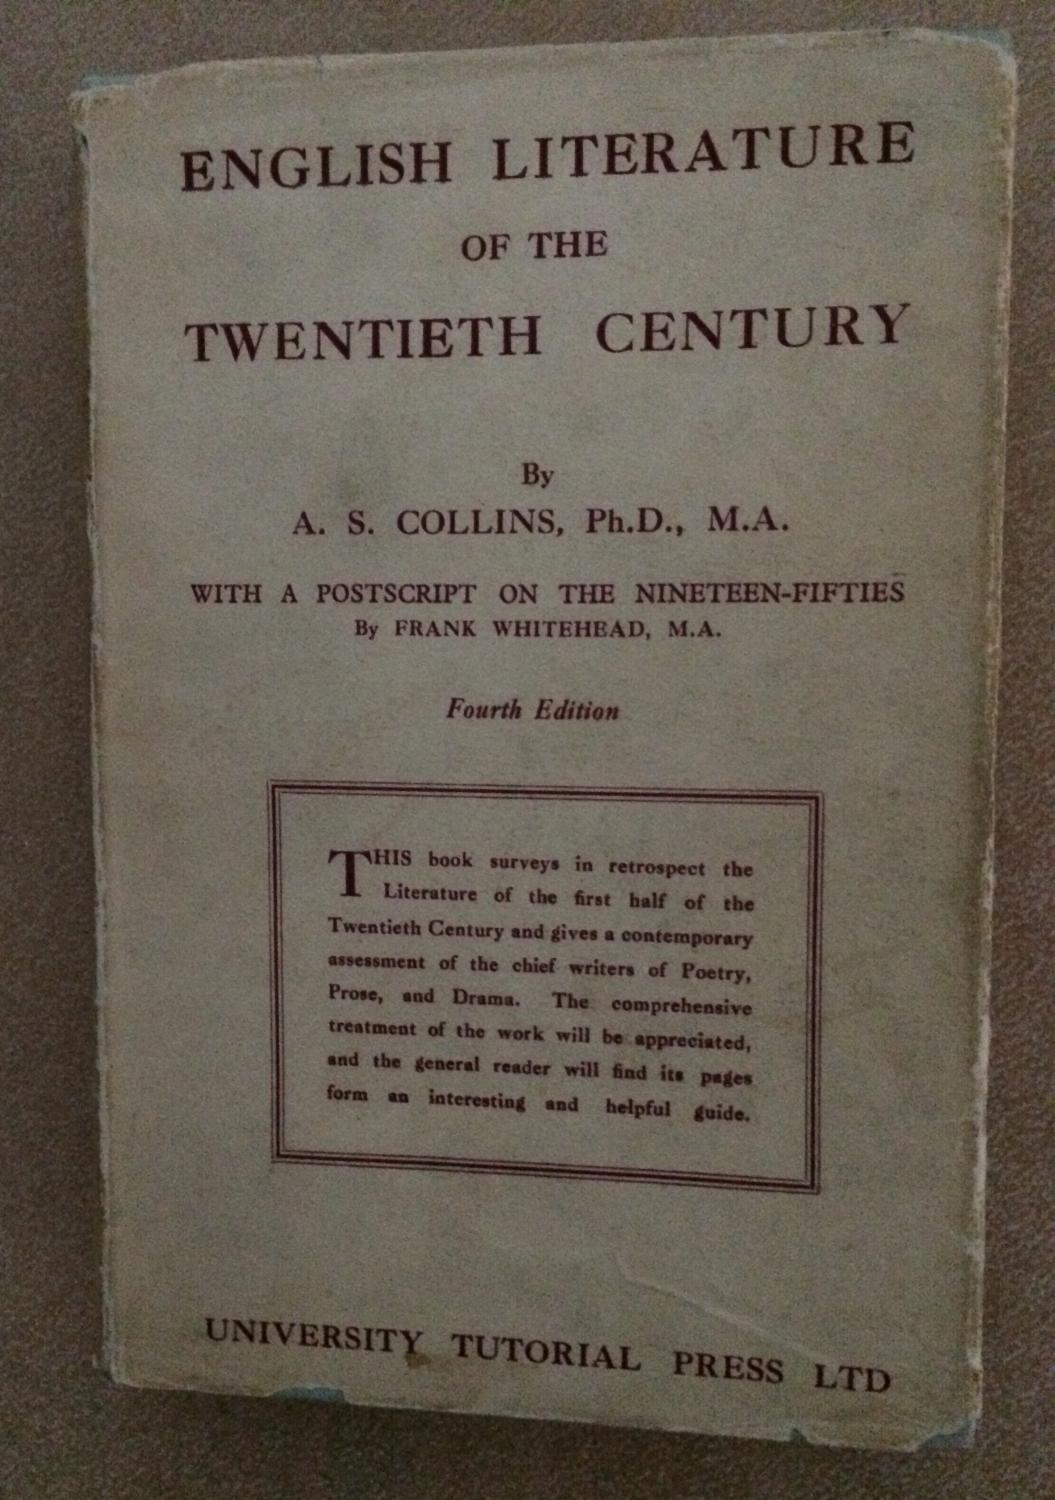 ENGLISH LITERATURE
OF THE
TWENTIETH CENTURY
By
A. S. COLLINS, Ph.D., M.A.
WITH A POSTSCRIPT ON THE NINETEEN-FIFTIES
By FRANK WHITEHEAD, M.A.
Fourth Edition
THIS book surveys in retrospect the
Literature of the first half of the
Twentieth Century and gives a contemporary
assessment of the chief writers of Poetry,
Prose, and Drama. The comprehensive
treatment of the work will be appreciated,
and the general reader will find its pages
form an interesting and helpful guide.
UNIVERSITY TUTORIAL PRESS LTD